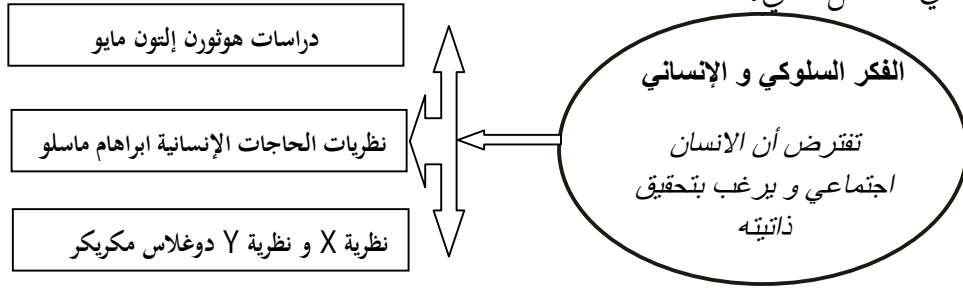 الفكر السلوكي و الإنساني
تفترض أن الانسان
اجتماعي و يرغب بتحقيق
ذاتيته
دراسات هوثورن إلتون مايو
نظريات الحاجات الإنسانية ابراهام ماسلو
نظرية X و نظرية Y دوغلاس مكريكر